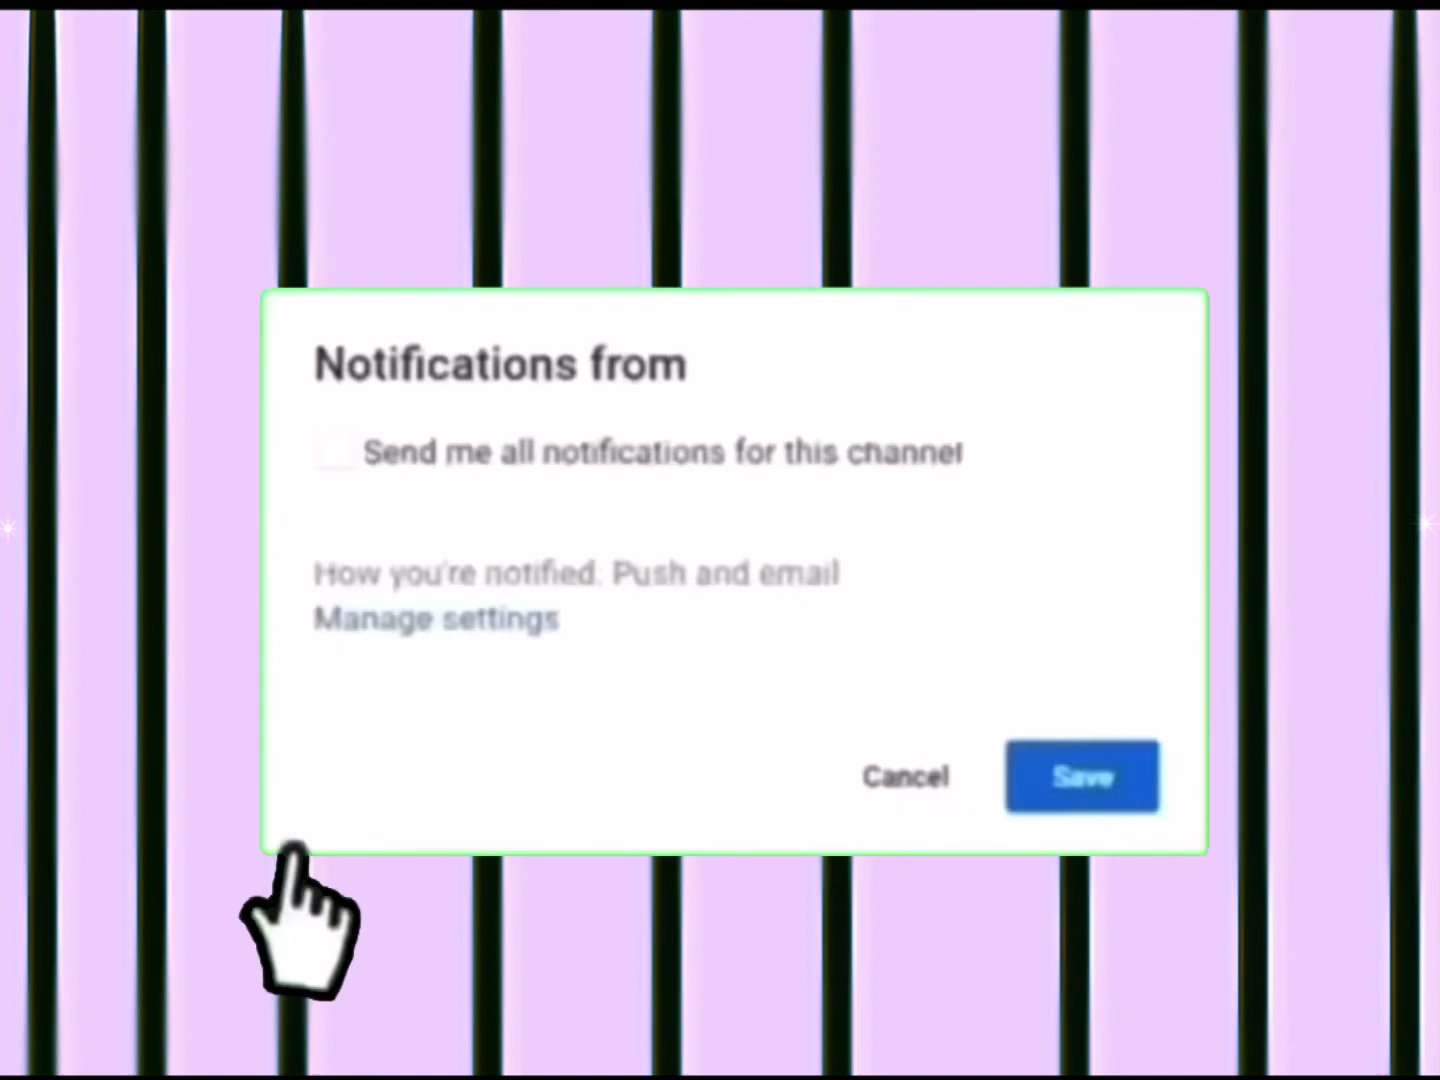 Notifications from
Send me all notifications for this channel
How you're notified: Push and email
Manage settings
Cancel
Save